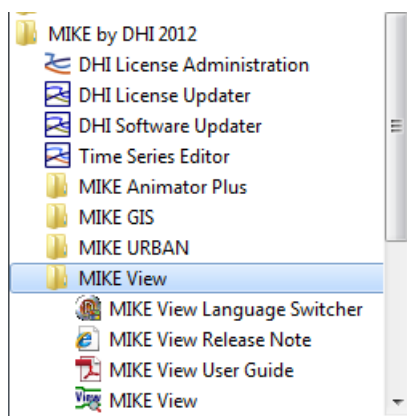 MIKE by DHI 2012
DHI License Administration
DHI License Updater
DHI Software Updater
Time Series Editor
MIKE Animator Plus
MIKE GIS
MIKE URBAN
MIKE View
MIKE View Language Switcher
MIKE View Release Note
MIKE View User Guide
View MIKE View